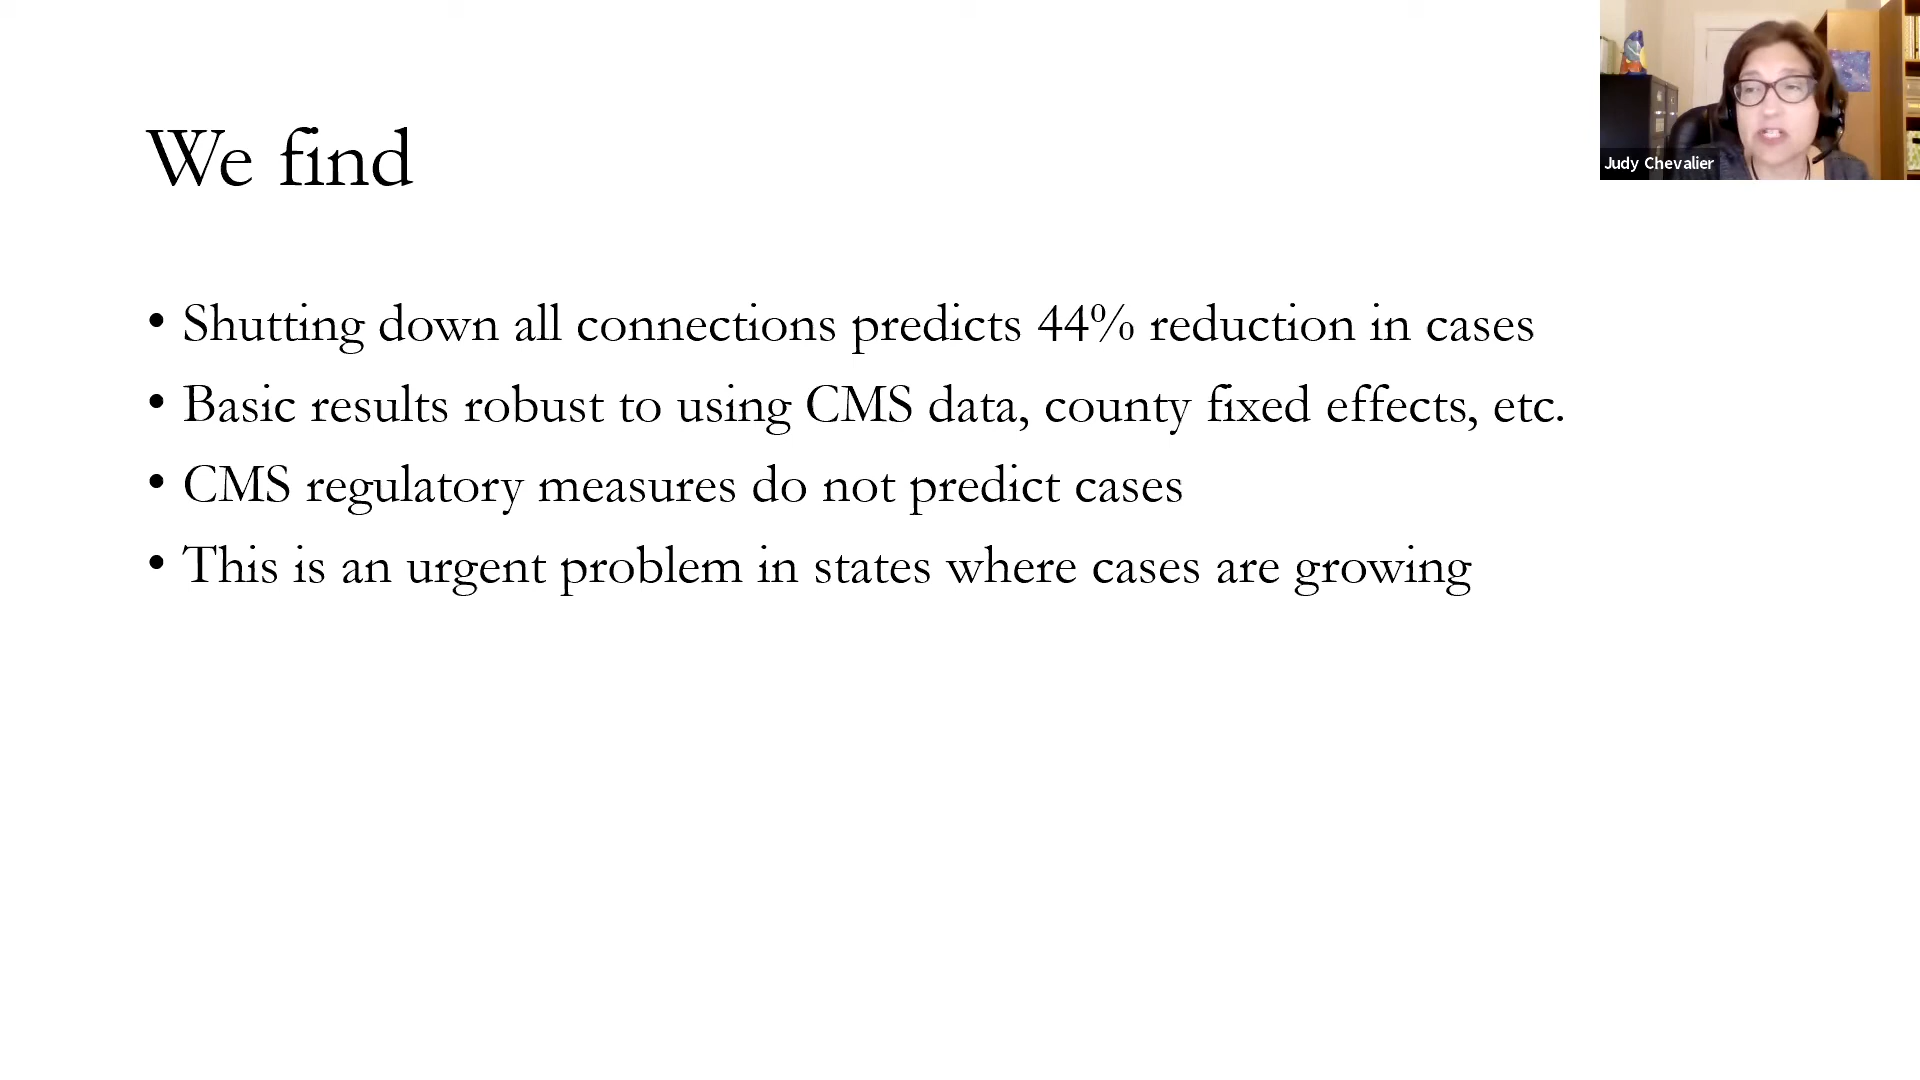 We find
• Shutting down all connections predicts 44% reduction in cases
• Basic results robust to using CMS data, county fixed effects, etc.
• CMS regulatory measures do not predict cases
• This is an urgent problem in states where cases are growing
Judy Chevalier